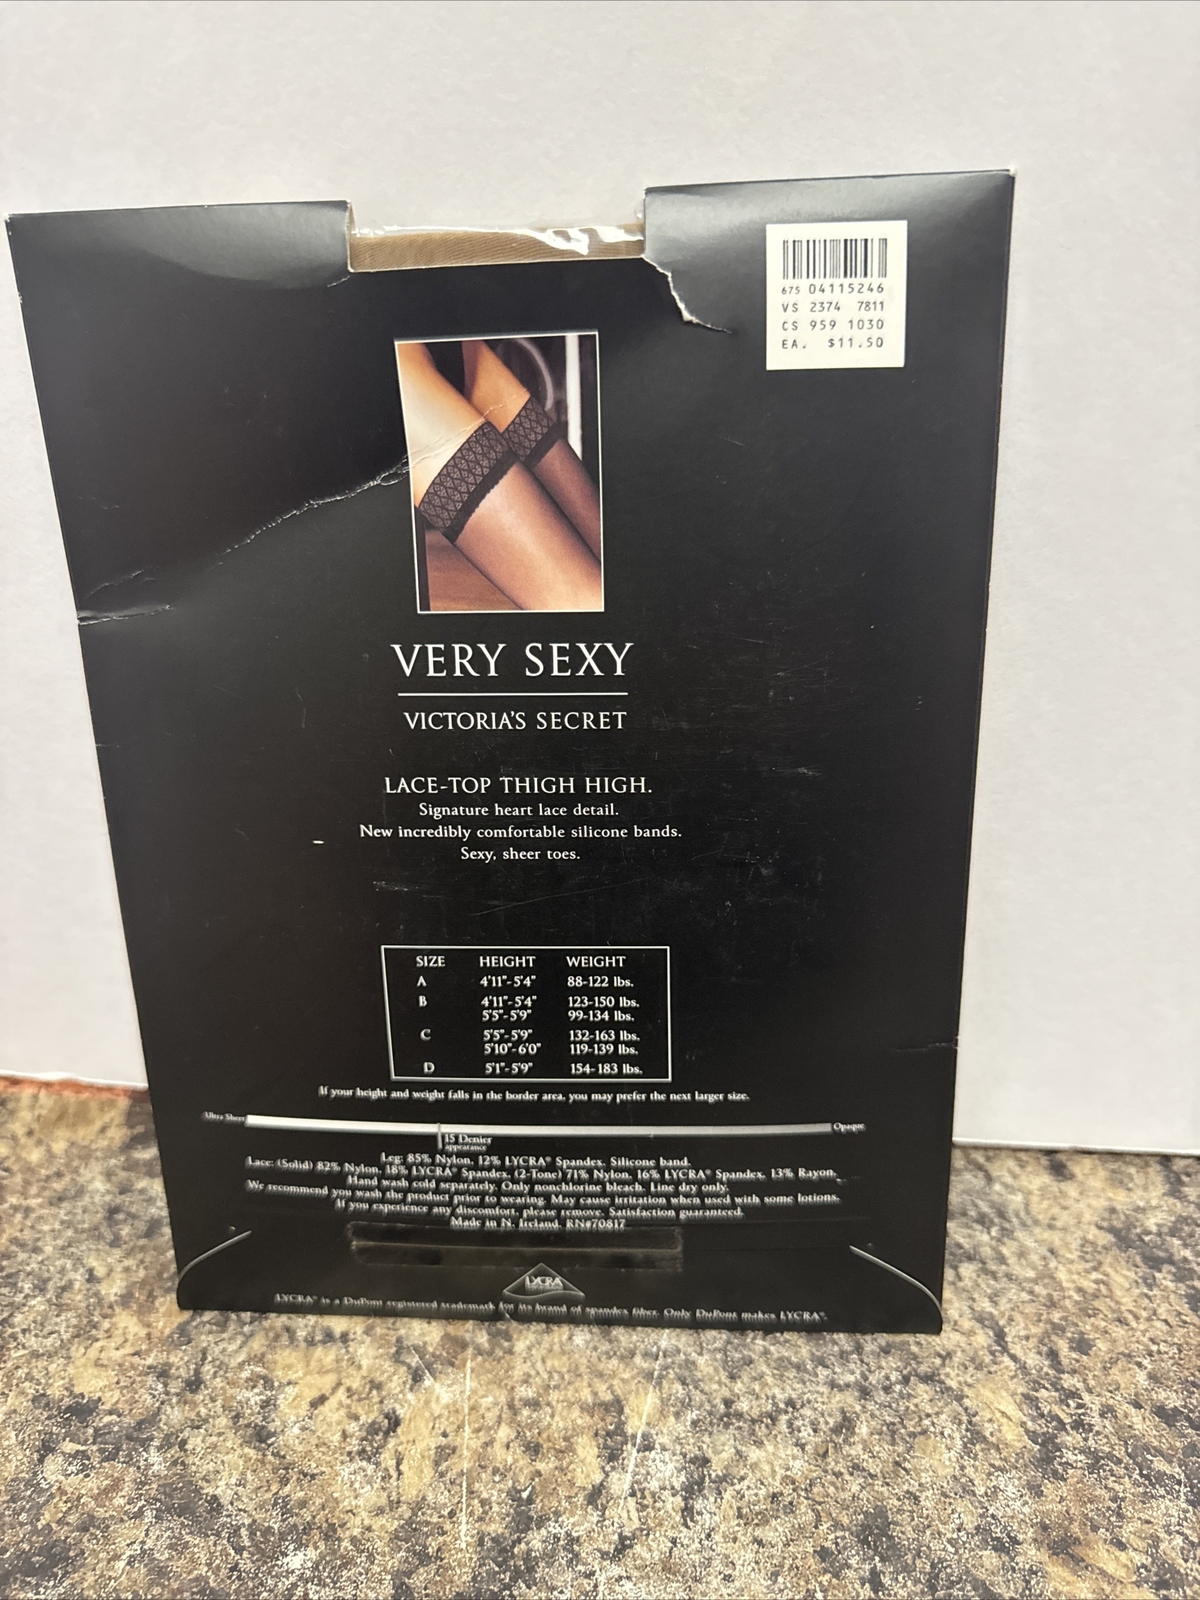 675 04115246
VS 2374 7811
CS 959 1030
EA. $11.50
VERY SEXY
VICTORIA'S SECRET
LACE-TOP THIGH HIGH.
Signature heart lace detail.
New incredibly comfortable silicone bands.
Sexy, sheer toes.
SIZE HEIGHT WEIGHT
A 4'11"-5'4" 88-122 lbs.
B 4'11"-5'4" 123-150 lbs.
5'5"-5'9" 99-134 lbs.
C 5'5"-5'9" 132-163 lbs.
5'10"-6'0" 119-139 lbs.
D 5'1"-5'9" 154-183 lbs.
If your height and weight falls in the border area, you may prefer the next larger size.
Ultra Sheer Opaque
15 Denier
appearance
Leg: 85% Nylon, 12% LYCRA® Spandex. Silicone band.
Lace: (Solid) 82% Nylon, 18% LYCRA® Spandex. (2-Tone) 71% Nylon, 16% LYCRA® Spandex, 13% Rayon.
Hand wash cold separately. Only nonchlorine bleach. Line dry only.
We recommend you wash the product prior to wearing. May cause irritation when used with some lotions.
If you experience any discomfort, please remove. Satisfaction guaranteed.
Made in N. Ireland. RN#70817
LYCRA
LYCRA® is a DuPont registered trademark for its brand of spandex fiber. Only DuPont makes LYCRA®.